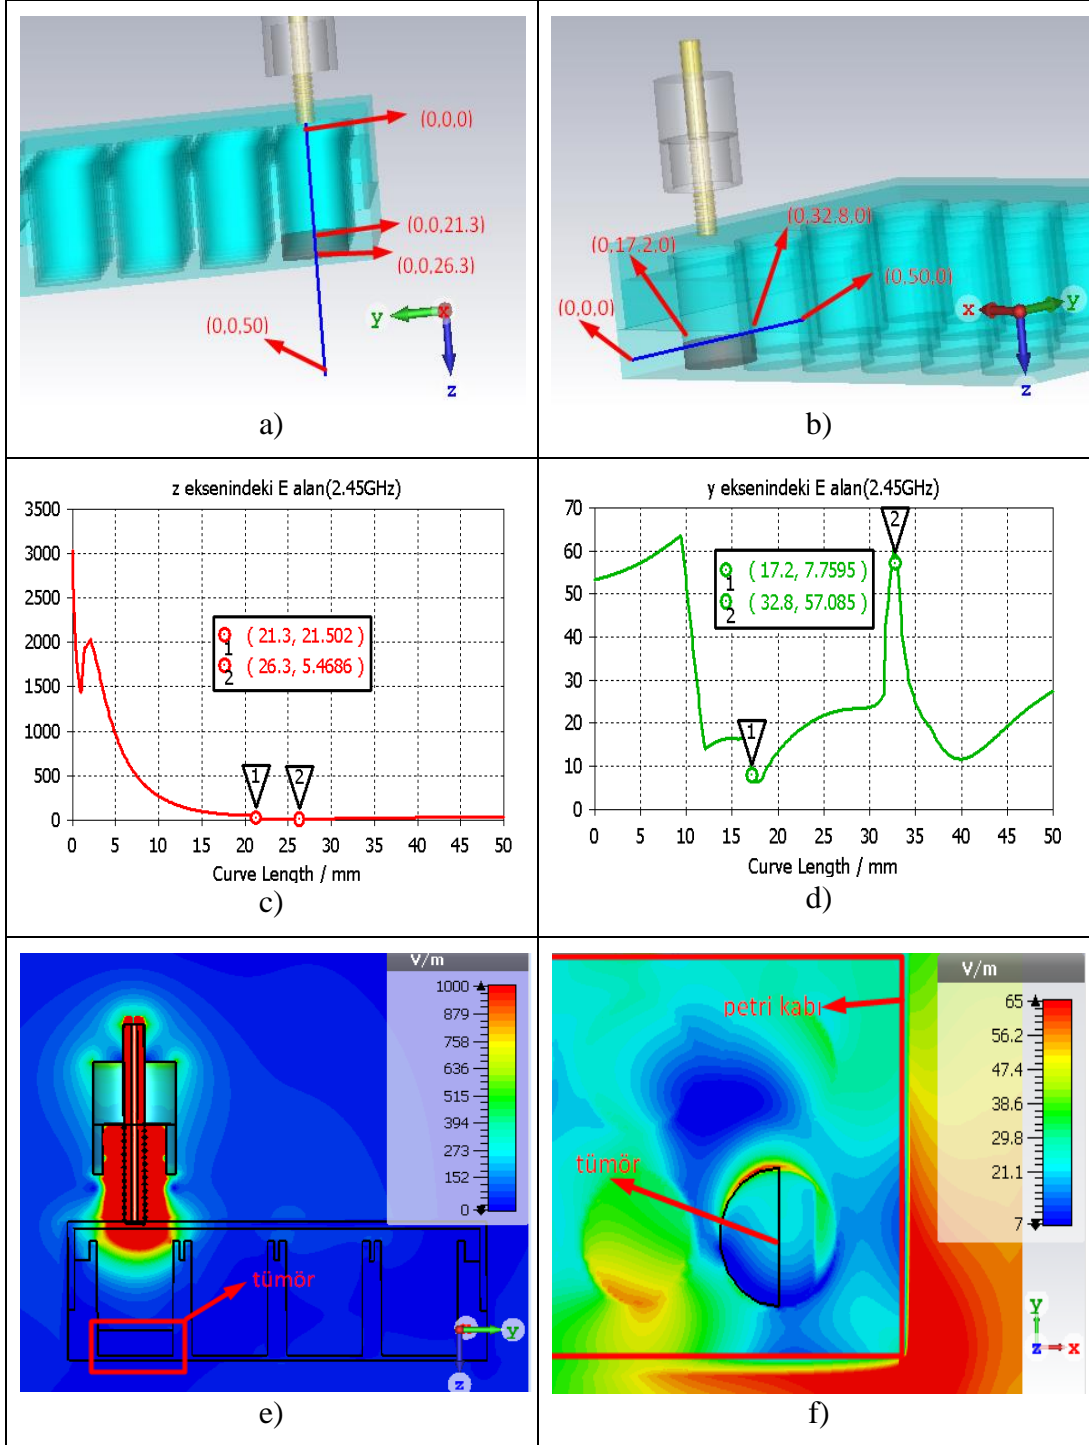 (0,0,0)
(0,0,21.3)
(0,0,26.3)
(0,0,50)
y
x
z
a)
(0,32.8,0)
(0,17.2,0)
(0,50,0)
(0,0,0)
x
y
z
b)
z eksenindeki E alan(2.45GHz)
3500
3000
2500
2000
1500
1000
500
0
1 ( 21.3, 21.502 )
2 ( 26.3, 5.4686 )
1
2
0 5 10 15 20 25 30 35 40 45 50
Curve Length / mm
c)
y eksenindeki E alan(2.45GHz)
70
60
50
40
30
20
10
0
2
1 ( 17.2, 7.7595 )
2 ( 32.8, 57.085 )
1
0 5 10 15 20 25 30 35 40 45 50
Curve Length / mm
d)
V/m
1000
879
758
636
515
394
273
152
0
tümör
x
y
z
e)
V/m
65
56.2
47.4
38.6
29.8
21.1
7
petri kabı
tümör
y
z
x
f)